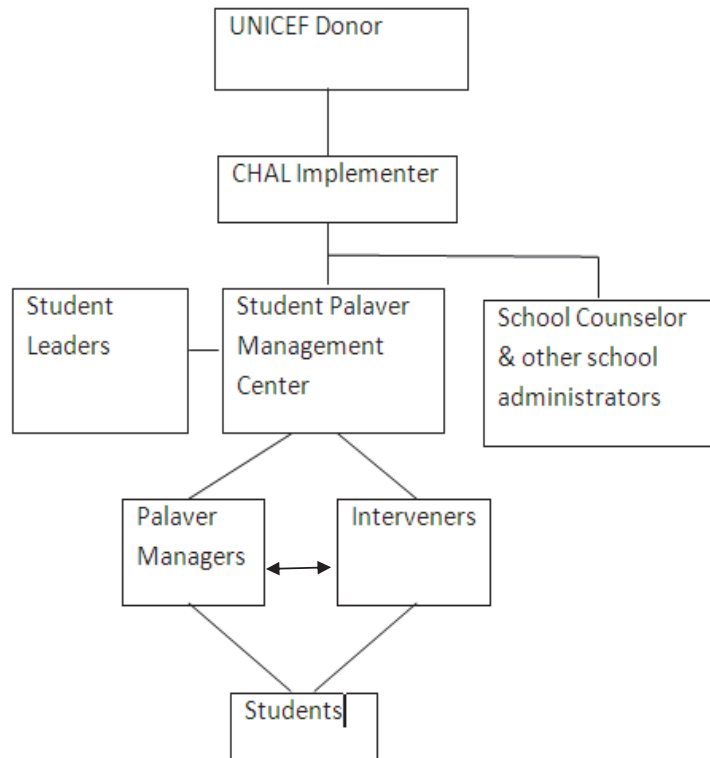 UNICEF Donor
CHAL Implementer
Student
Leaders
Student Palaver
Management
Center
School Counselor
& other school
administrators
Palaver
Managers
Interveners
Students